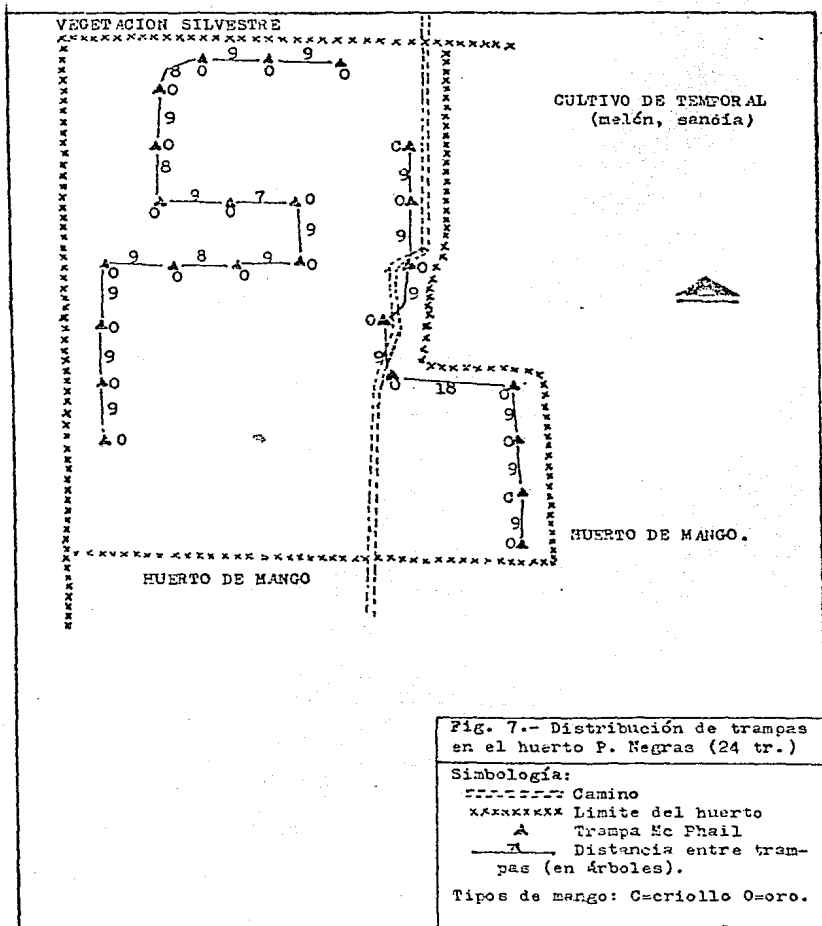 VEGETACION SILVESTRE
9 9
8 O O O
O
9
O CULTIVO DE TEMPORAL
(melón, sandía)
8 C
9
9 7 O O
O O
9 9
9 8 9 O O
O O O
9 9
O C
9 9
O O 18 O
9 9
O O
9
C
9
O HUERTO DE MANGO.
HUERTO DE MANGO
Fig. 7.- Distribución de trampas
en el huerto P. Negras (24 tr.)
Simbología:
Camino
Limite del huerto
Trampa Mc Phail
7 Distancia entre tram-
pas (en árboles).
Tipos de mango: C=criollo O=oro.